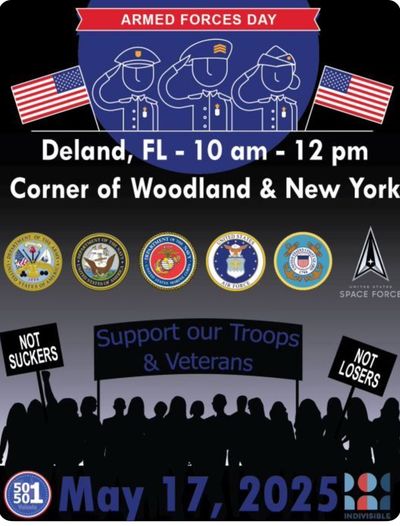 ARMED FORCES DAY
Deland, FL - 10 am - 12 pm
Corner of Woodland & New York
UNITED STATES
SPACE FORCE
NOT
SUCKERS
Support our Troops
& Veterans
NOT
LOSERS
50
50 1
Volusia
May 17, 2025
INDIVISIBLE